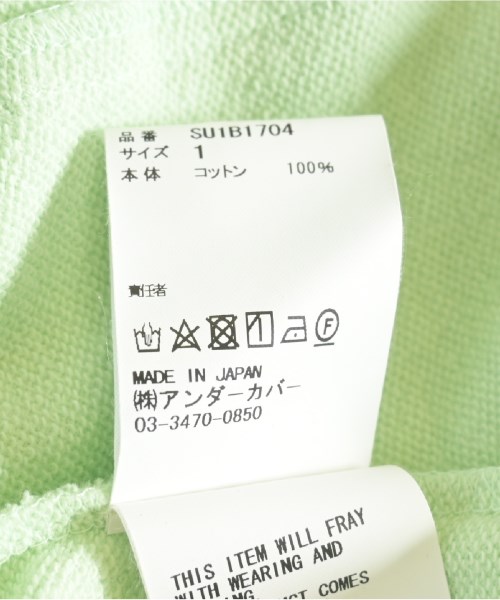 品番 SU1B1704
サイズ 1
本体 コットン 100%
責任者
F
MADE IN JAPAN
㈱アンダーカバー
03-3470-0850
THIS ITEM WILL FRAY
WITH WEARING AND
COMES